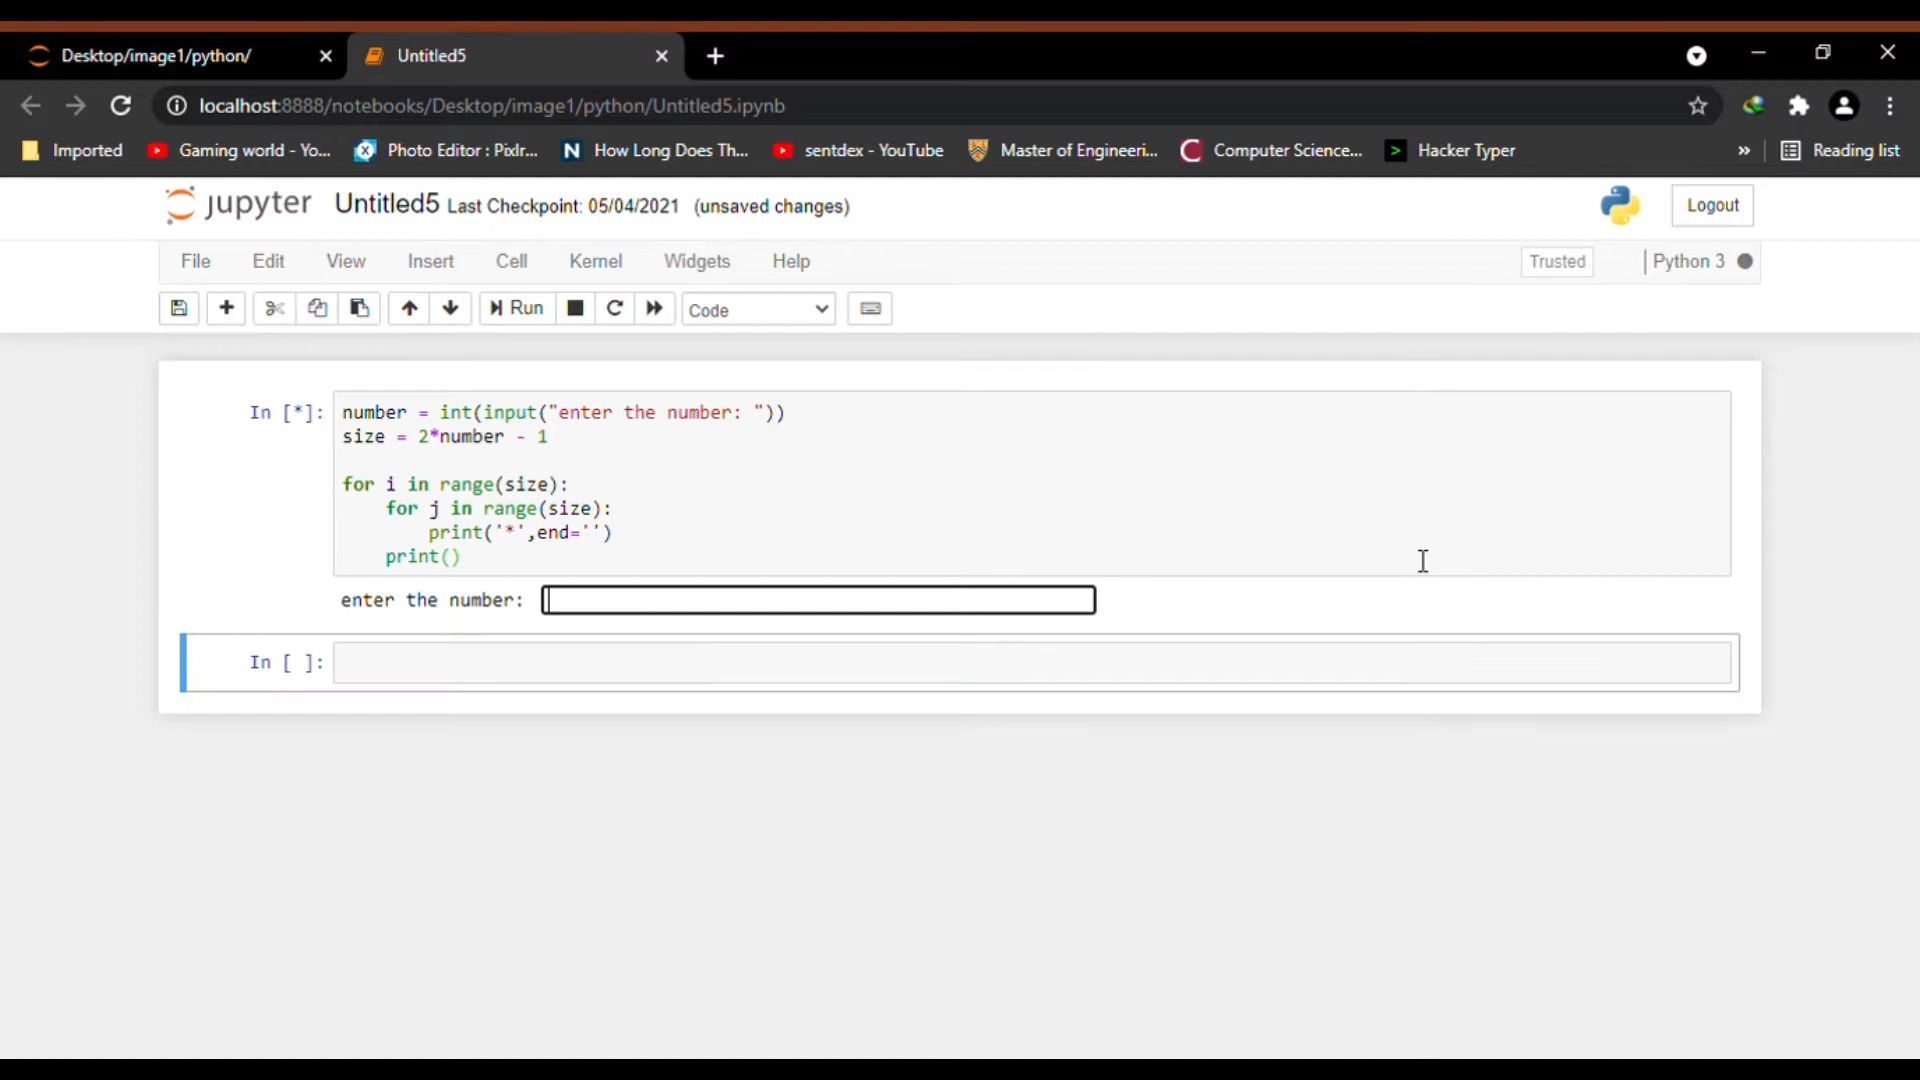 Desktop/image1/python/ Untitled5
localhost:8888/notebooks/Desktop/image1/python/Untitled5.ipynb
Imported Gaming world - Yo... Photo Editor : Pixlr... How Long Does Th... sentdex - YouTube Master of Engineeri... Computer Science... Hacker Typer » Reading list
jupyter Untitled5 Last Checkpoint: 05/04/2021 (unsaved changes) Logout
File Edit View Insert Cell Kernel Widgets Help Trusted Python 3
Run Code
In [*]: number = int(input("enter the number: "))
size = 2*number - 1
for i in range(size):
for j in range(size):
print('*',end='')
print()
enter the number:
In [ ]: